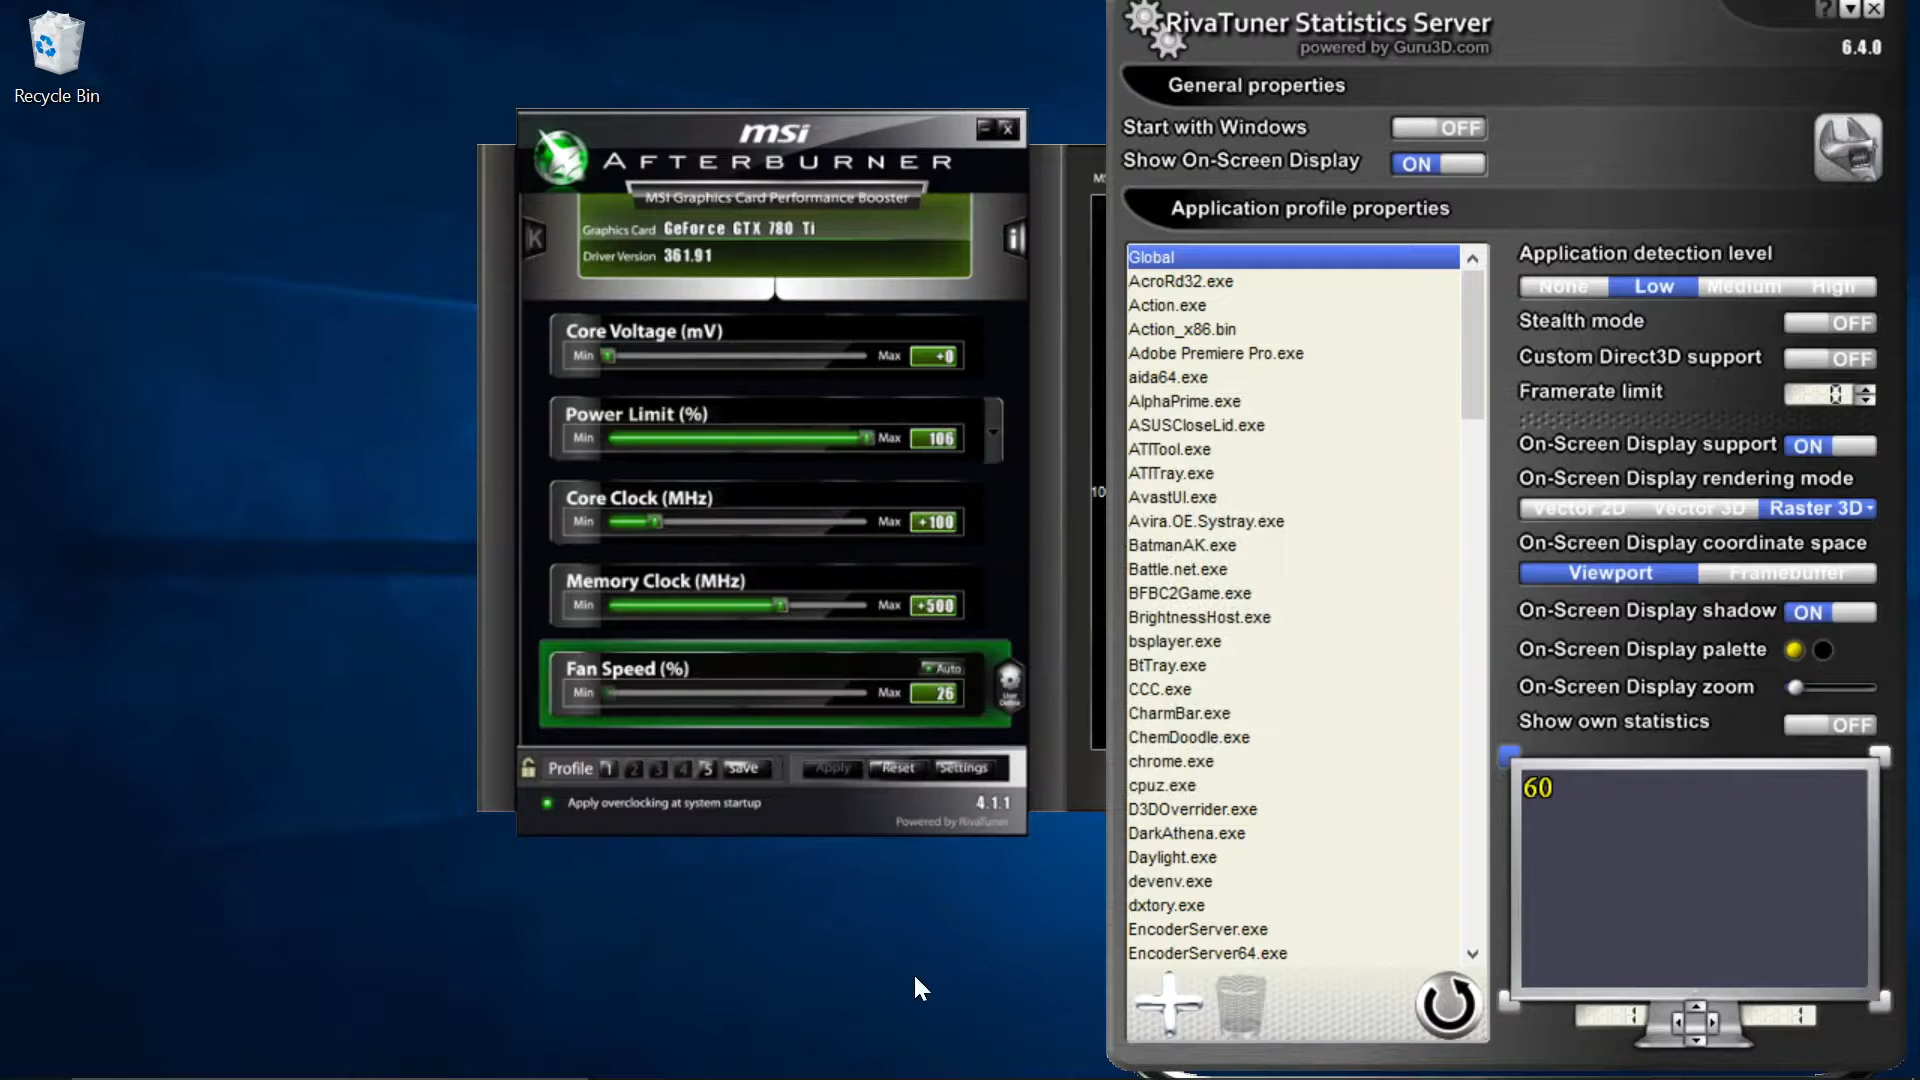 Recycle Bin
msi
AFTERBURNER
MSI Graphics Card Performance Booster
K
i
Graphics Card GeForce GTX 780 Ti
Driver Version 361.91
Core Voltage (mV)
Min Max +0
Power Limit (%)
Min Max 106
Core Clock (MHz)
Min Max +100
Memory Clock (MHz)
Min Max +500
Fan Speed (%)
Auto
Min Max 26
User Define
Profile 1 2 3 4 5 Save Apply Reset Settings
Apply overclocking at system startup
4.1.1
Powered by RivaTuner
RivaTuner Statistics Server
powered by Guru3D.com
6.4.0
General properties
Start with Windows OFF
Show On-Screen Display ON
Application profile properties
Global
AcroRd32.exe
Action.exe
Action_x86.bin
Adobe Premiere Pro.exe
aida64.exe
AlphaPrime.exe
ASUSCloseLid.exe
ATITool.exe
ATITray.exe
AvastUI.exe
Avira.OE.Systray.exe
BatmanAK.exe
Battle.net.exe
BFBC2Game.exe
BrightnessHost.exe
bsplayer.exe
BtTray.exe
CCC.exe
CharmBar.exe
ChemDoodle.exe
chrome.exe
cpuz.exe
D3DOverrider.exe
DarkAthena.exe
Daylight.exe
devenv.exe
dxtory.exe
EncoderServer.exe
EncoderServer64.exe
Application detection level
None Low Medium High
Stealth mode OFF
Custom Direct3D support OFF
Framerate limit 0
On-Screen Display support ON
On-Screen Display rendering mode
Vector 2D Vector 3D Raster 3D
On-Screen Display coordinate space
Viewport Framebuffer
On-Screen Display shadow ON
On-Screen Display palette
On-Screen Display zoom
Show own statistics OFF
60
1 1